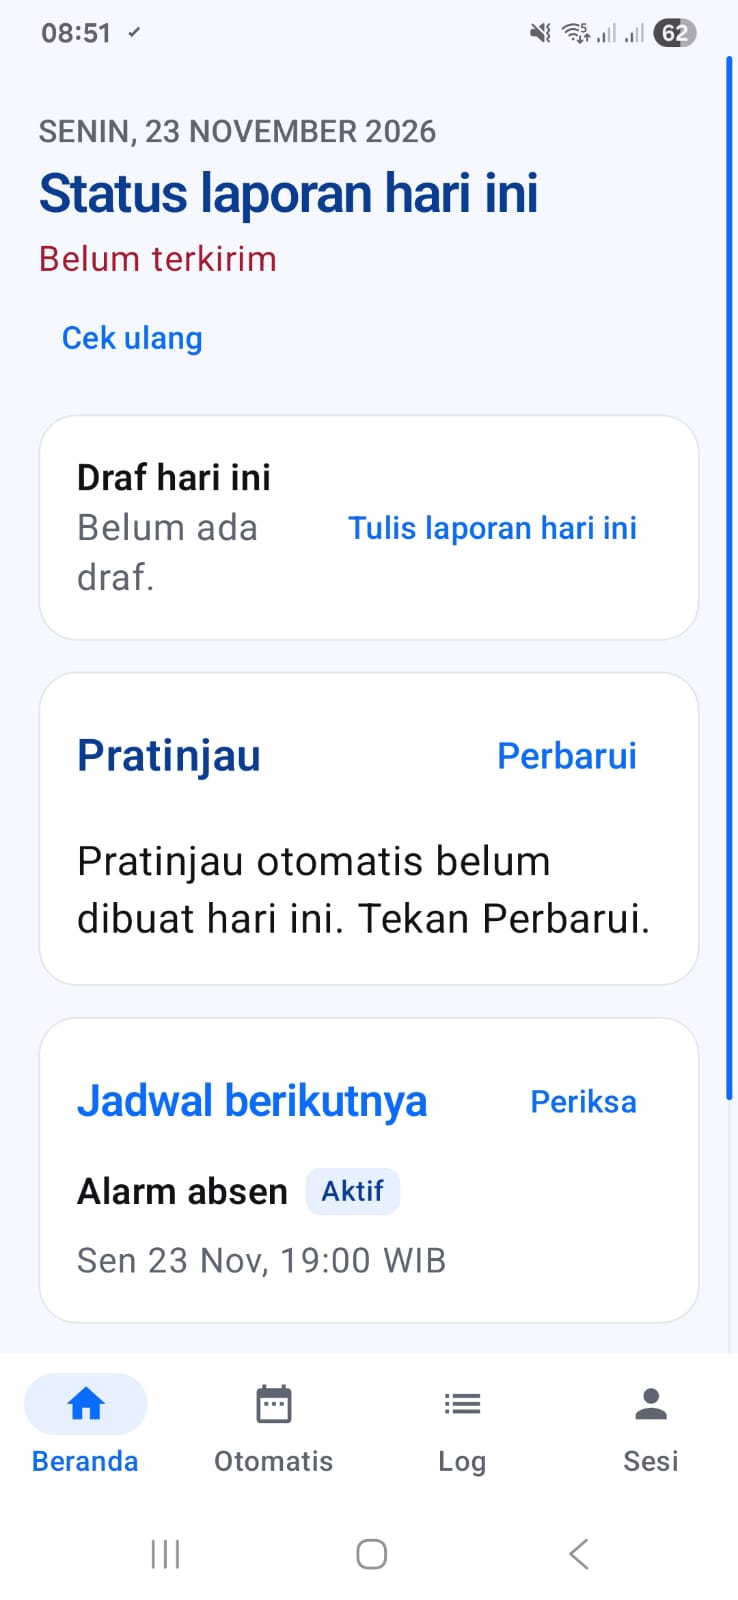 08:51
62
SENIN, 23 NOVEMBER 2026
Status laporan hari ini
Belum terkirim
Cek ulang
Draf hari ini
Belum ada
draf.
Tulis laporan hari ini
Pratinjau
Perbarui
Pratinjau otomatis belum
dibuat hari ini. Tekan Perbarui.
Jadwal berikutnya
Periksa
Alarm absen
Aktif
Sen 23 Nov, 19:00 WIB
Beranda
Otomatis
Log
Sesi